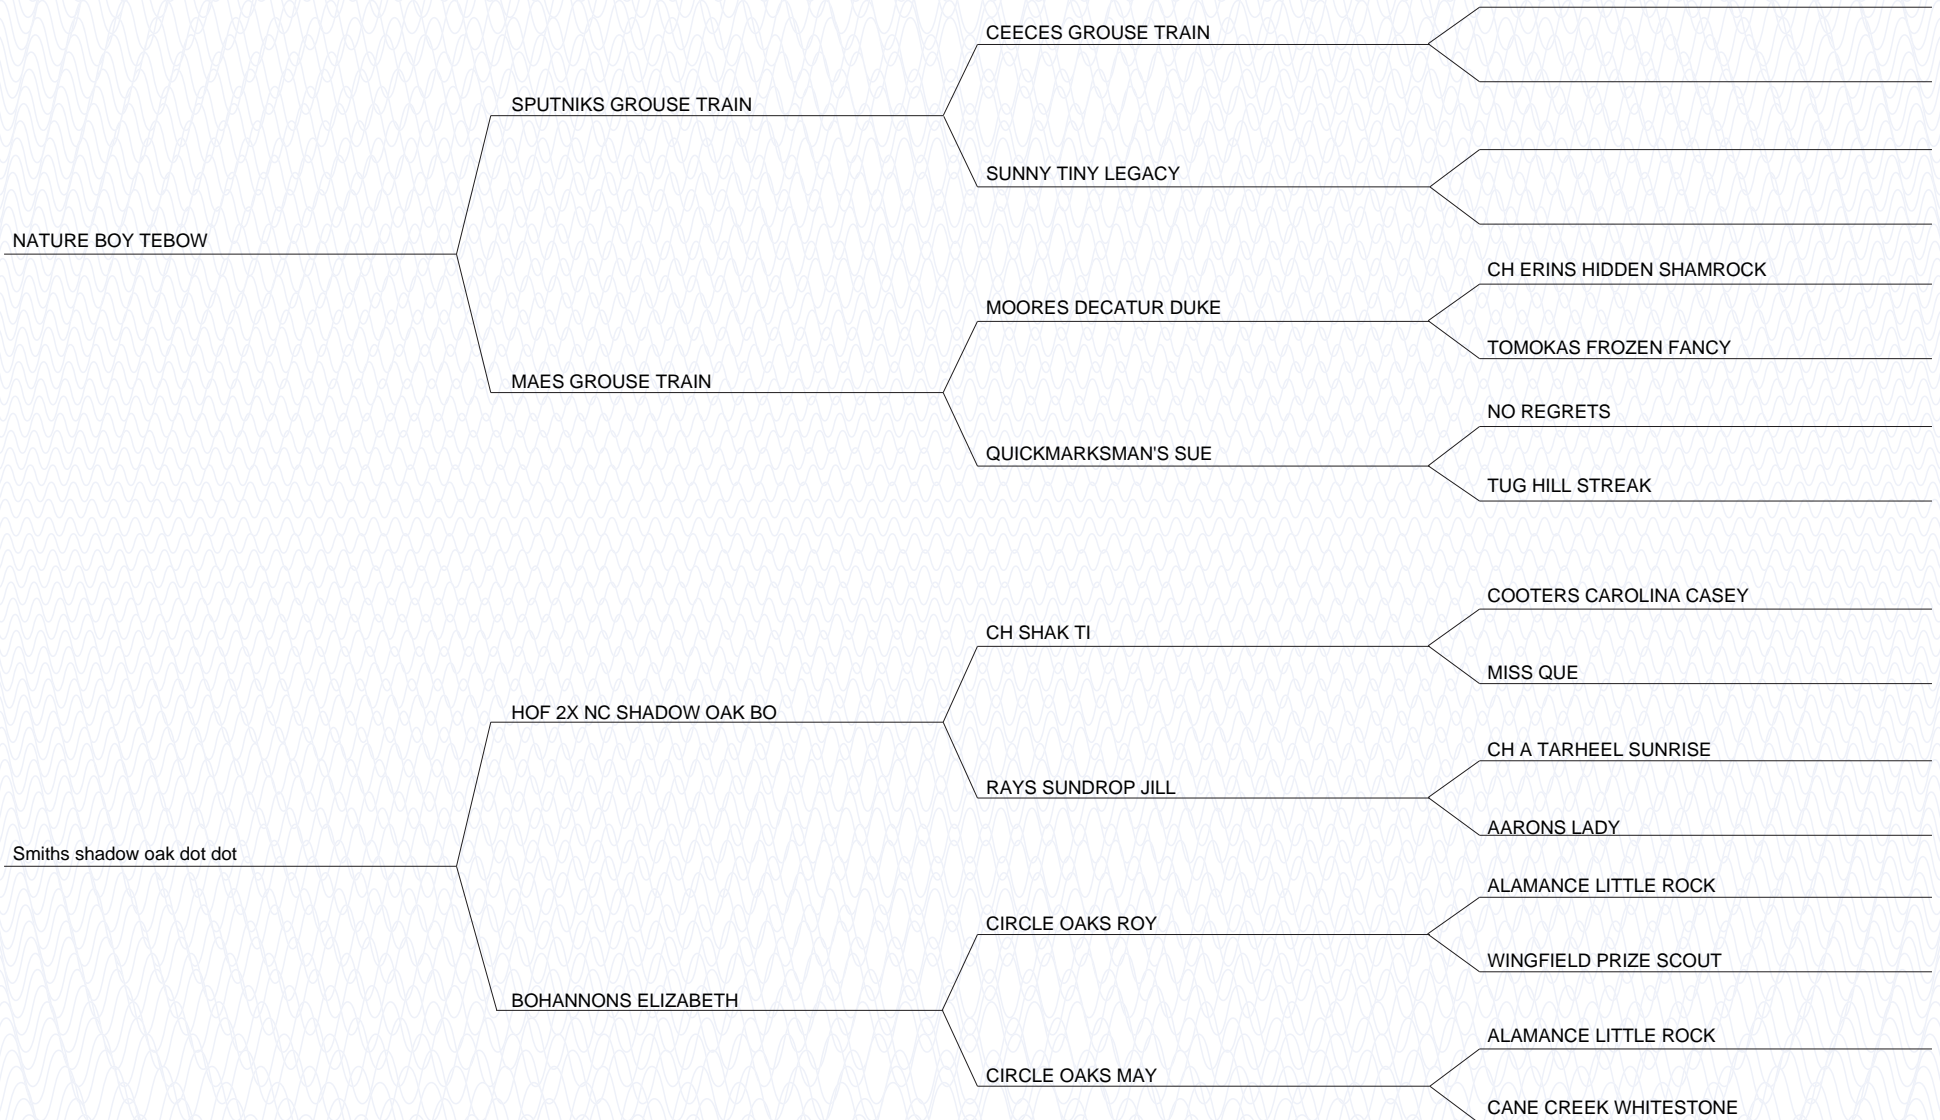 CEECES GROUSE TRAIN
SPUTNIKS GROUSE TRAIN
SUNNY TINY LEGACY
NATURE BOY TEBOW
CH ERINS HIDDEN SHAMROCK
MOORES DECATUR DUKE
TOMOKAS FROZEN FANCY
MAES GROUSE TRAIN
NO REGRETS
QUICKMARKSMAN'S SUE
TUG HILL STREAK
COOTERS CAROLINA CASEY
CH SHAK TI
MISS QUE
HOF 2X NC SHADOW OAK BO
CH A TARHEEL SUNRISE
RAYS SUNDROP JILL
AARONS LADY
Smiths shadow oak dot dot
ALAMANCE LITTLE ROCK
CIRCLE OAKS ROY
WINGFIELD PRIZE SCOUT
BOHANNONS ELIZABETH
ALAMANCE LITTLE ROCK
CIRCLE OAKS MAY
CANE CREEK WHITESTONE